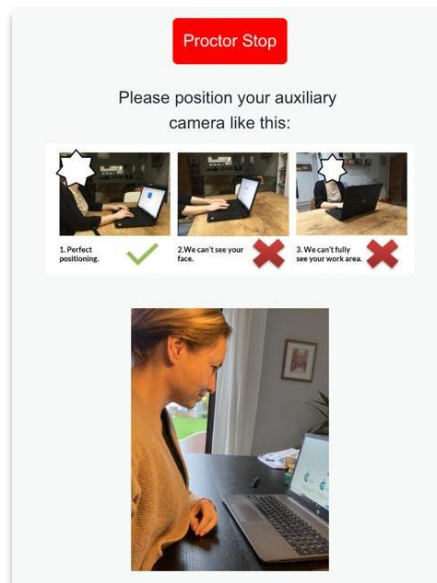 Proctor Stop
Please position your auxiliary
camera like this:
1. Perfect
positioning.
2.We can't see your
face.
3. We can't fully
see your work area.